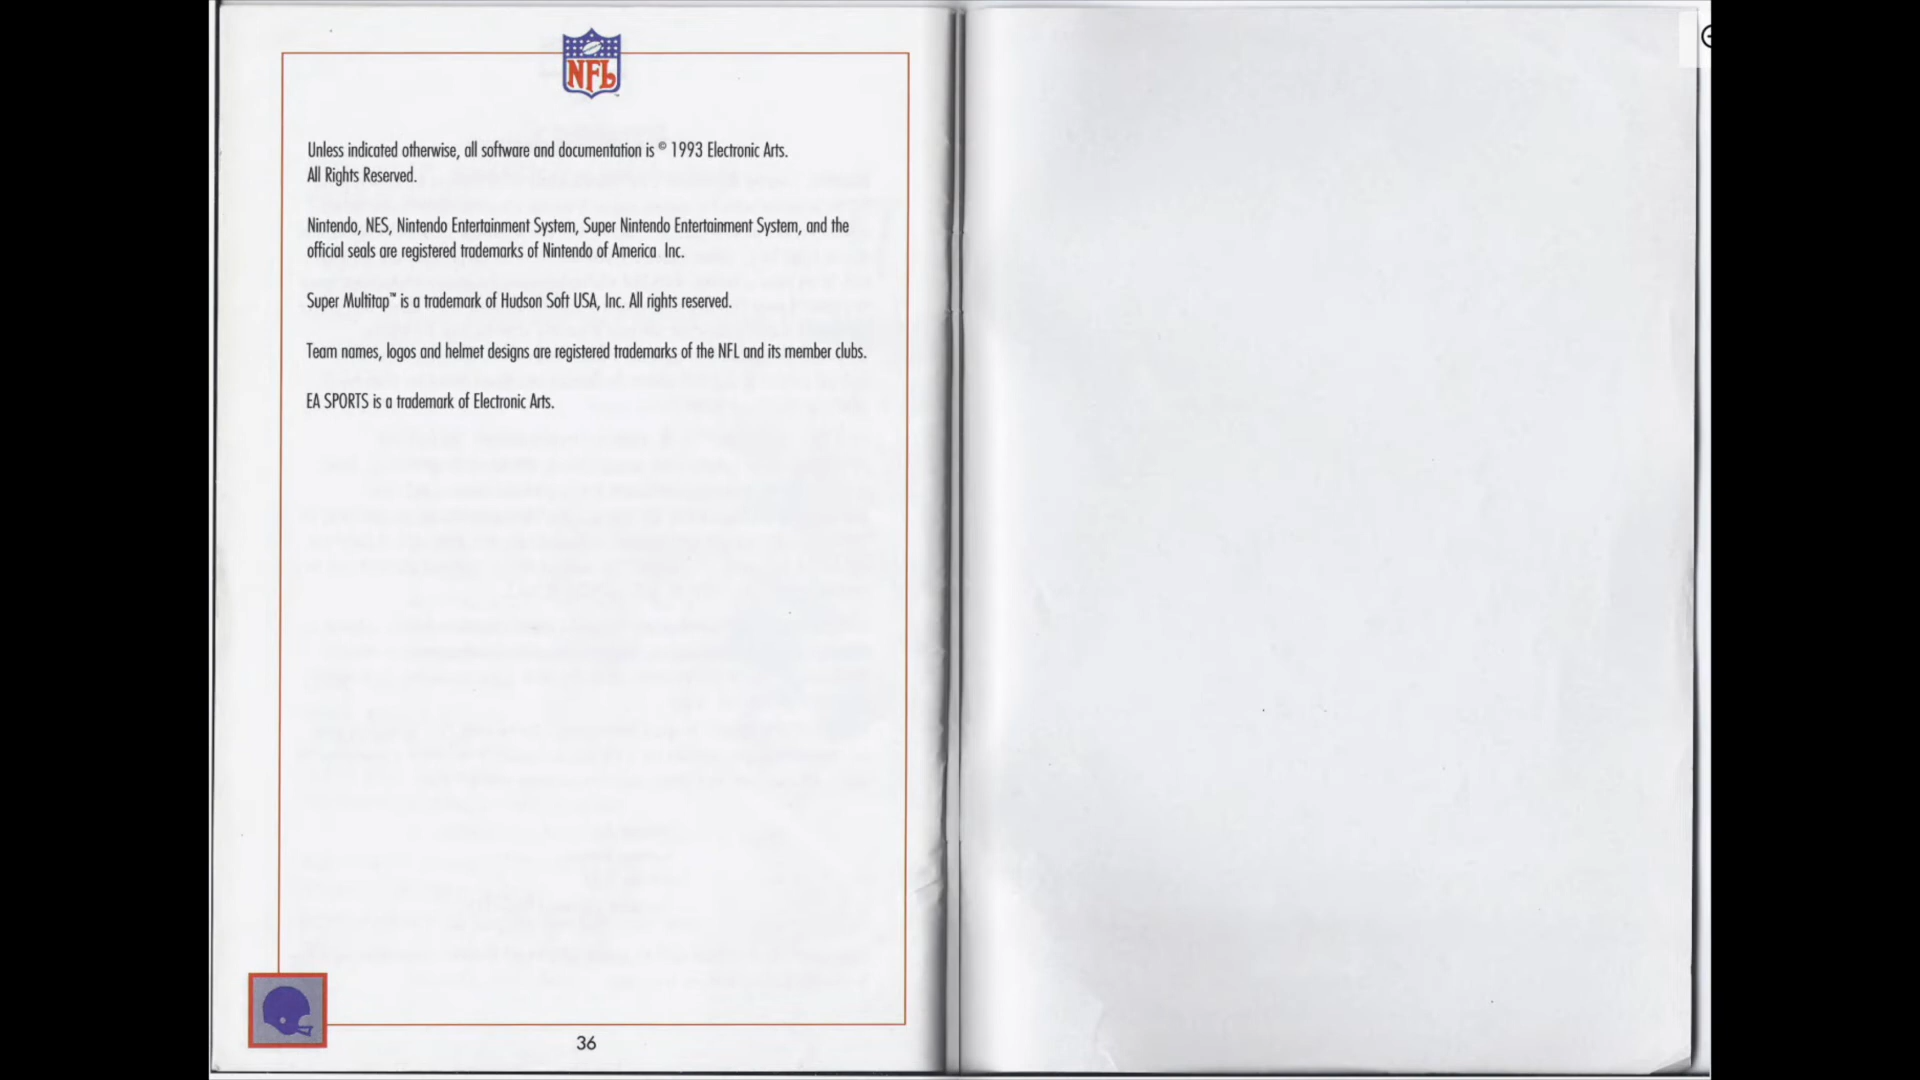 NFL
Unless indicated otherwise, all software and documentation is © 1993 Electronic Arts.
All Rights Reserved.
Nintendo, NES, Nintendo Entertainment System, Super Nintendo Entertainment System, and the
official seals are registered trademarks of Nintendo of America Inc.
Super Multitap™ is a trademark of Hudson Soft USA, Inc. All rights reserved.
Team names, logos and helmet designs are registered trademarks of the NFL and its member clubs.
EA SPORTS is a trademark of Electronic Arts.
36